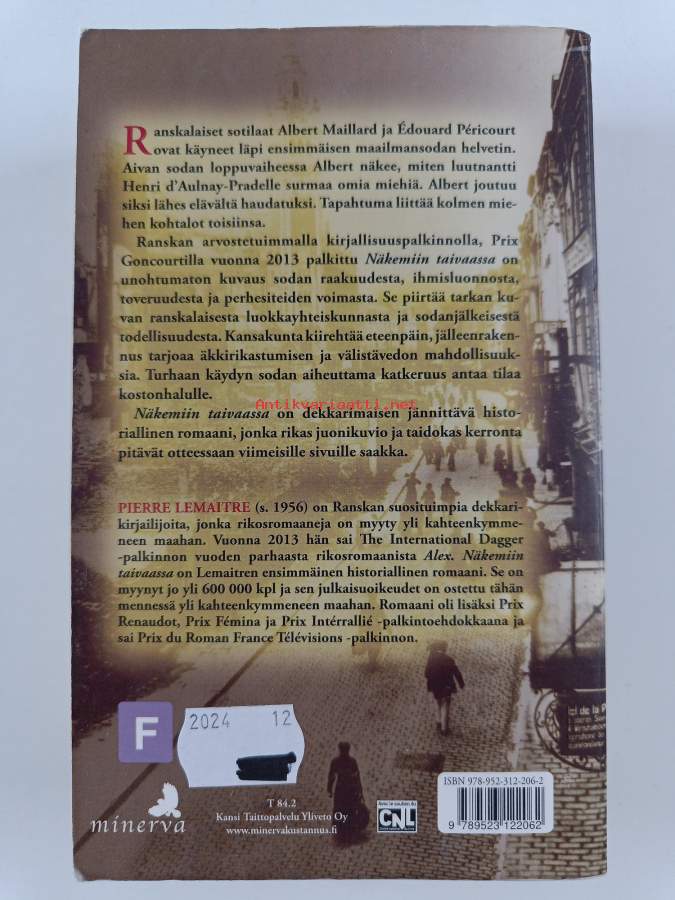 Ranskalaiset sotilaat Albert Maillard ja Édouard Péricourt
ovat käyneet läpi ensimmäisen maailmansodan helvetin.
Aivan sodan loppuvaiheessa Albert näkee, miten luutnantti
Henri d'Aulnay-Pradelle surmaa omia miehiä. Albert joutuu
siksi lähes elävältä haudatuksi. Tapahtuma liittää kolmen mie-
hen kohtalot toisiinsa.
Ranskan arvostetuimmalla kirjallisuuspalkinnolla, Prix
Goncourtilla vuonna 2013 palkittu Näkemiin taivaassa on
unohtumaton kuvaus sodan raakuudesta, ihmisluonnosta,
toveruudesta ja perhesiteiden voimasta. Se piirtää tarkan ku-
van ranskalaisesta luokkayhteiskunnasta ja sodanjälkeisestä
todellisuudesta. Kansakunta kiirehtää eteenpäin, jälleenraken-
nus tarjoaa äkkirikastumisen ja välistävedon mahdollisuuk-
sia. Turhaan käydyn sodan aiheuttama katkeruus antaa tilaa
kostonhalulle.
Antikvariaatti.net
Näkemiin taivaassa on dekkarimaisen jännittävä histo-
riallinen romaani, jonka rikas juonikuvio ja taidokas kerronta
pitävät otteessaan viimeisille sivuille saakka.
PIERRE LEMAITRE (s. 1956) on Ranskan suosituimpia dekkari-
kirjailijoita, jonka rikosromaaneja on myyty yli kahteenkymme-
neen maahan. Vuonna 2013 hän sai The International Dagger
-palkinnon vuoden parhaasta rikosromaanista Alex. Näkemiin
taivaassa on Lemaitren ensimmäinen historiallinen romaani. Se on
myynyt jo yli 600 000 kpl ja sen julkaisuoikeudet on ostettu tähän
mennessä yli kahteenkymmeneen maahan. Romaani oli lisäksi Prix
Renaudot, Prix Fémina ja Prix Intérrallié -palkintoehdokkaana ja
sai Prix du Roman France Télévisions -palkinnon.
F
2024 12
minerva
T 84.2
Kansi Taittopalvelu Yliveto Oy
www.minervakustannus.fi
Avec le soutien du
CNL
ISBN 978-952-312-206-2
9 789523 122062